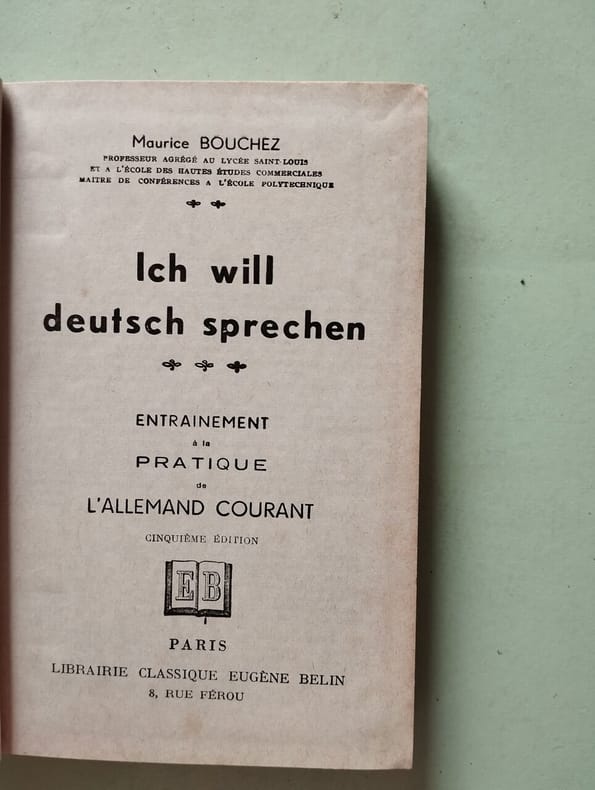 Maurice BOUCHEZ
PROFESSEUR AGRÉGÉ AU LYCÉE SAINT-LOUIS
ET A L'ÉCOLE DES HAUTES ÉTUDES COMMERCIALES
MAITRE DE CONFÉRENCES A L'ÉCOLE POLYTECHNIQUE
Ich will
deutsch sprechen
ENTRAINEMENT
à la
PRATIQUE
de
L'ALLEMAND COURANT
CINQUIÈME ÉDITION
EB
PARIS
LIBRAIRIE CLASSIQUE EUGÈNE BELIN
8, RUE FÉROU